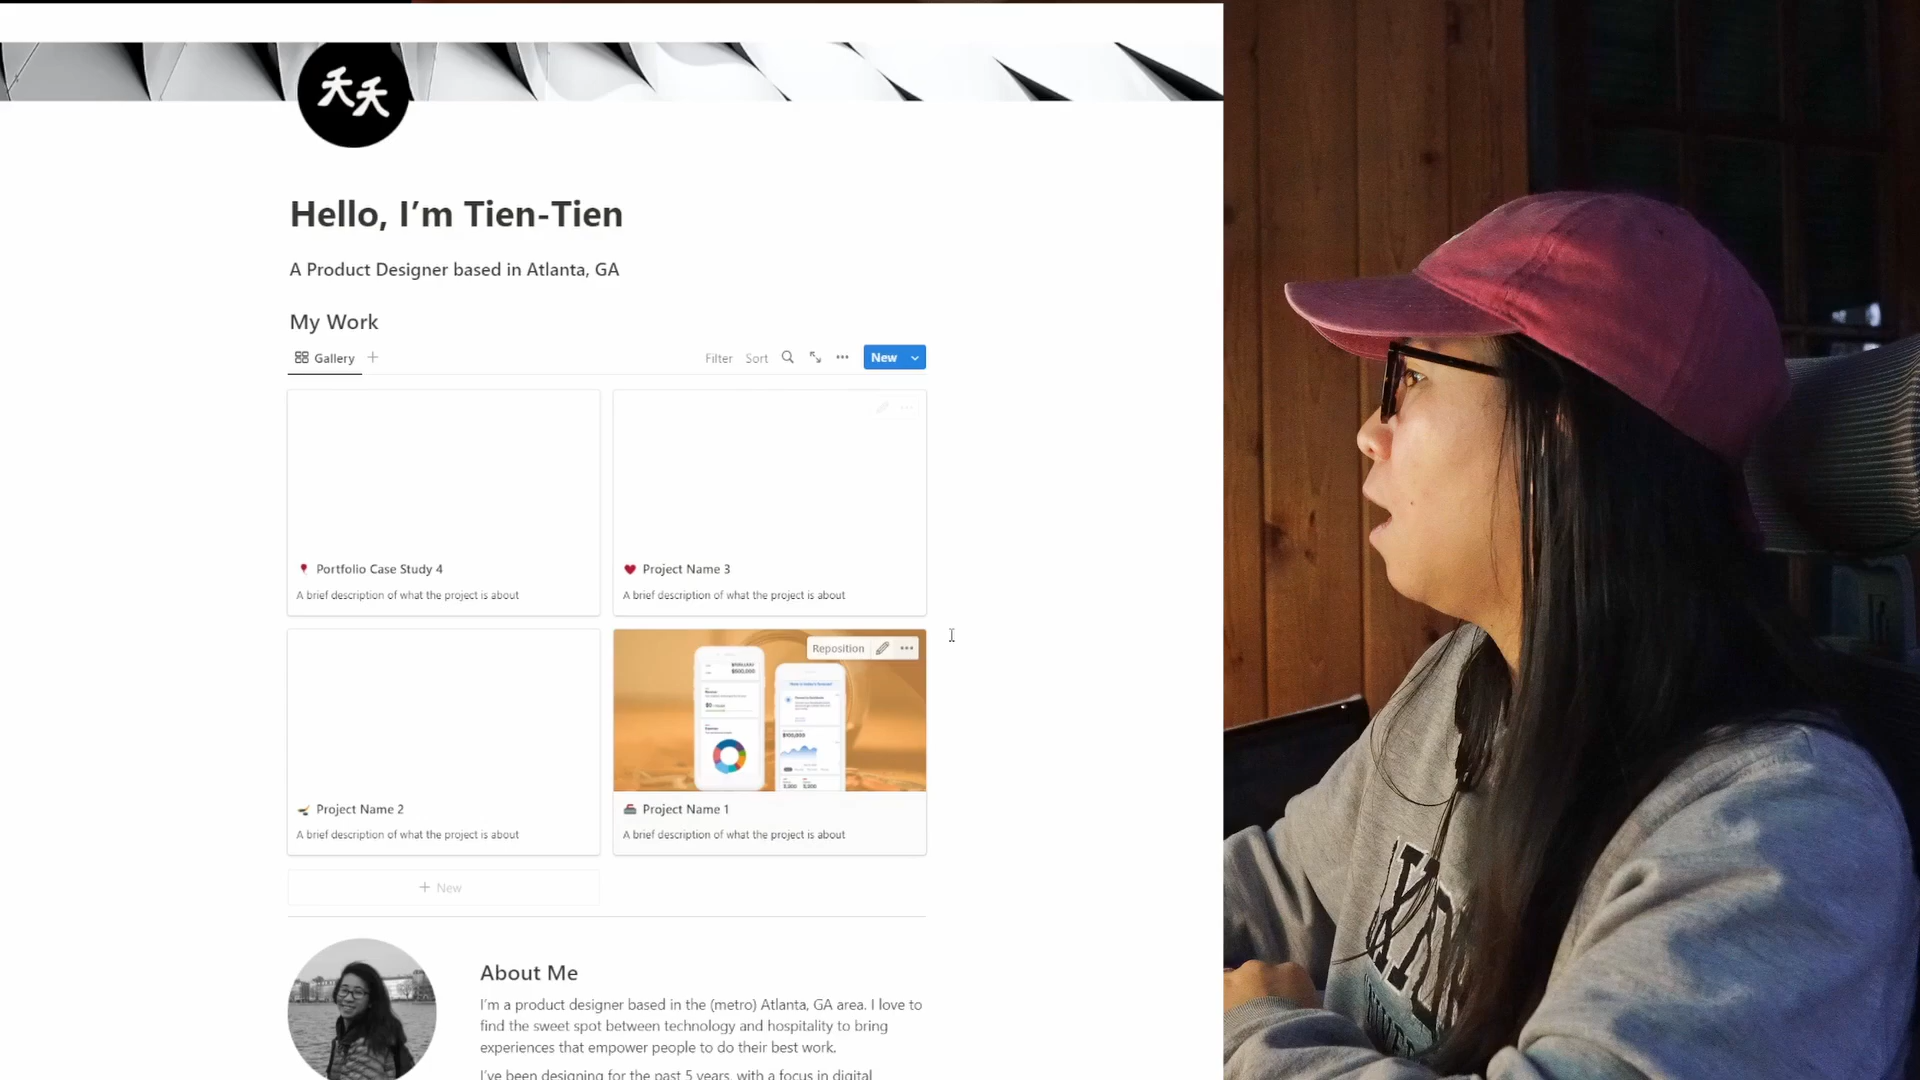 夭夭
Hello, I’m Tien-Tien
A Product Designer based in Atlanta, GA
My Work
Gallery
Filter Sort New
Portfolio Case Study 4
A brief description of what the project is about
Project Name 3
A brief description of what the project is about
Reposition
$0
$100,000
Project Name 2
A brief description of what the project is about
Project Name 1
A brief description of what the project is about
+ New
About Me
I’m a product designer based in the (metro) Atlanta, GA area. I love to
find the sweet spot between technology and hospitality to bring
experiences that empower people to do their best work.
I’ve been designing for the past 5 years, with a focus in digital